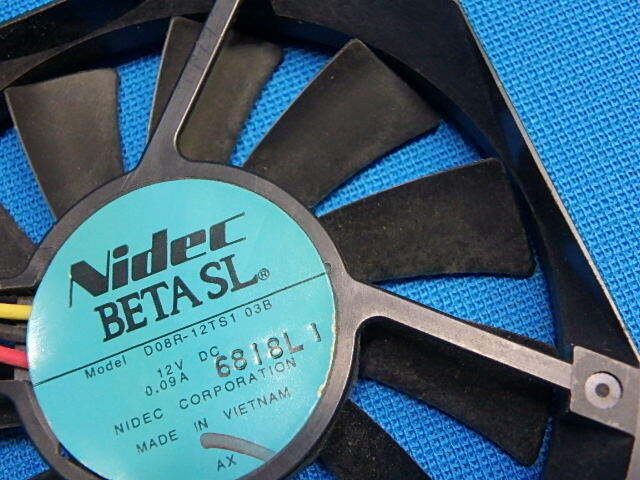 Nidec
BETA SL®
Model D08R-12TS1 03B
12V DC
0.09A 6818L1
NIDEC CORPORATION
MADE IN VIETNAM
AX